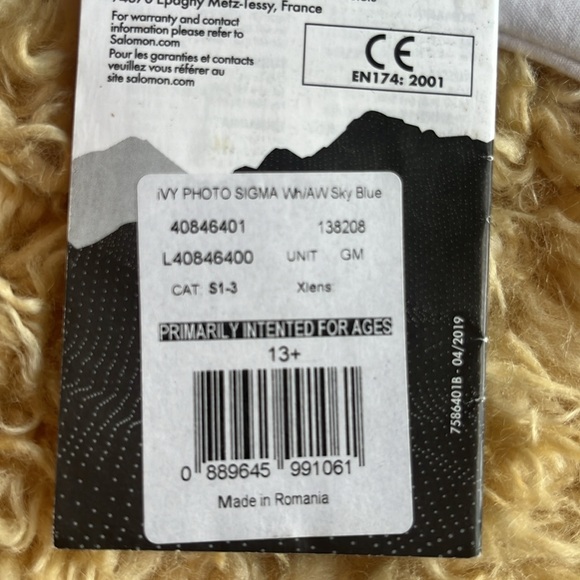 Epagny Metz-Tessy, France
For warranty and contact
information please refer to
Salomon.com
Pour les garanties et contacts
veuillez vous référer au
site salomon.com
CE
EN174: 2001
iVY PHOTO SIGMA Wh/AW Sky Blue
40846401 138208
L40846400 UNIT GM
CAT S1-3 Xlens
PRIMARILY INTENTED FOR AGES
13+
0 889645 991061
Made in Romania
7586401B - 04/2019